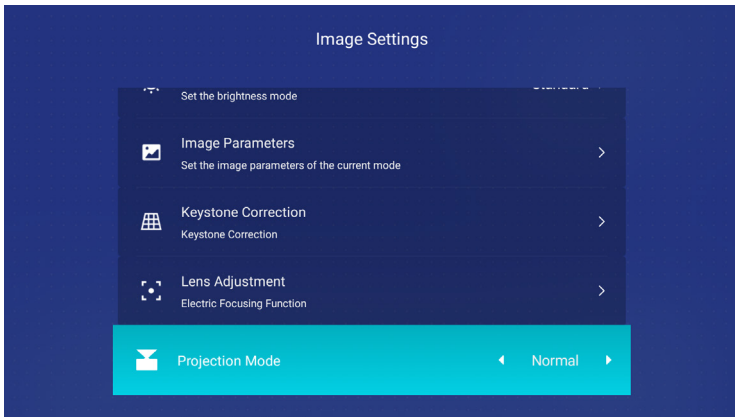 Image Settings
Set the brightness mode
Image Parameters
Set the image parameters of the current mode
Keystone Correction
Keystone Correction
Lens Adjustment
Electric Focusing Function
Projection Mode
Normal